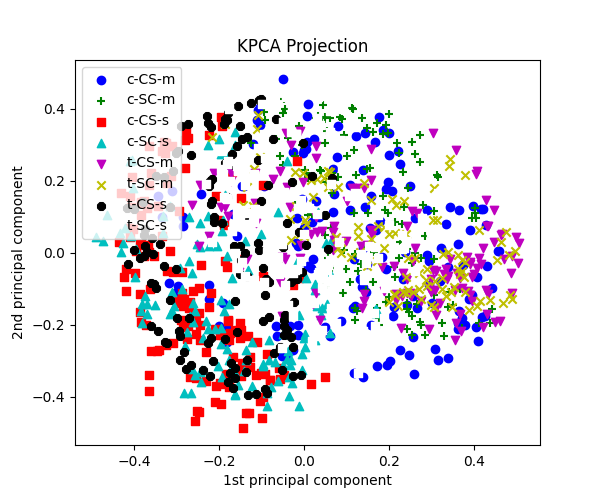 KPCA Projection
c-CS-m
c-SC-m
c-CS-s
c-SC-s
t-CS-m
t-SC-m
t-CS-s
t-SC-s
2nd principal component
0.4
0.2
0.0
−0.2
−0.4
−0.4
−0.2
0.0
0.2
0.4
1st principal component